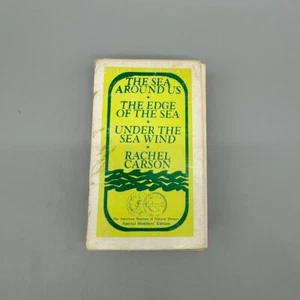 THE SEA
AROUND US
•
THE EDGE
OF THE SEA
•
UNDER THE
SEA WIND
•
RACHEL
CARSON
The American Museum of Natural History
Special Members' Edition